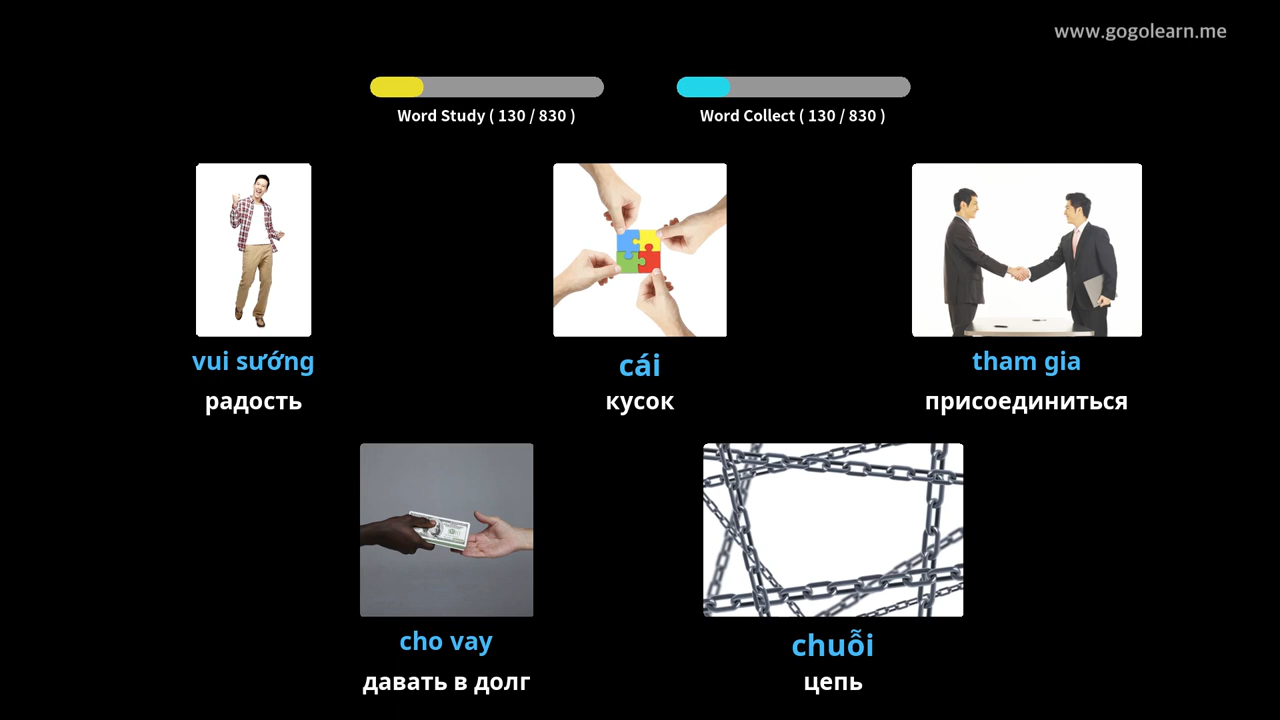 www.gogolearn.me
Word Study ( 130 / 830 )
Word Collect ( 130 / 830 )
vui sướng
cái
tham gia
радость
кусок
присоединиться
cho vay
chuỗi
давать в долг
цепь